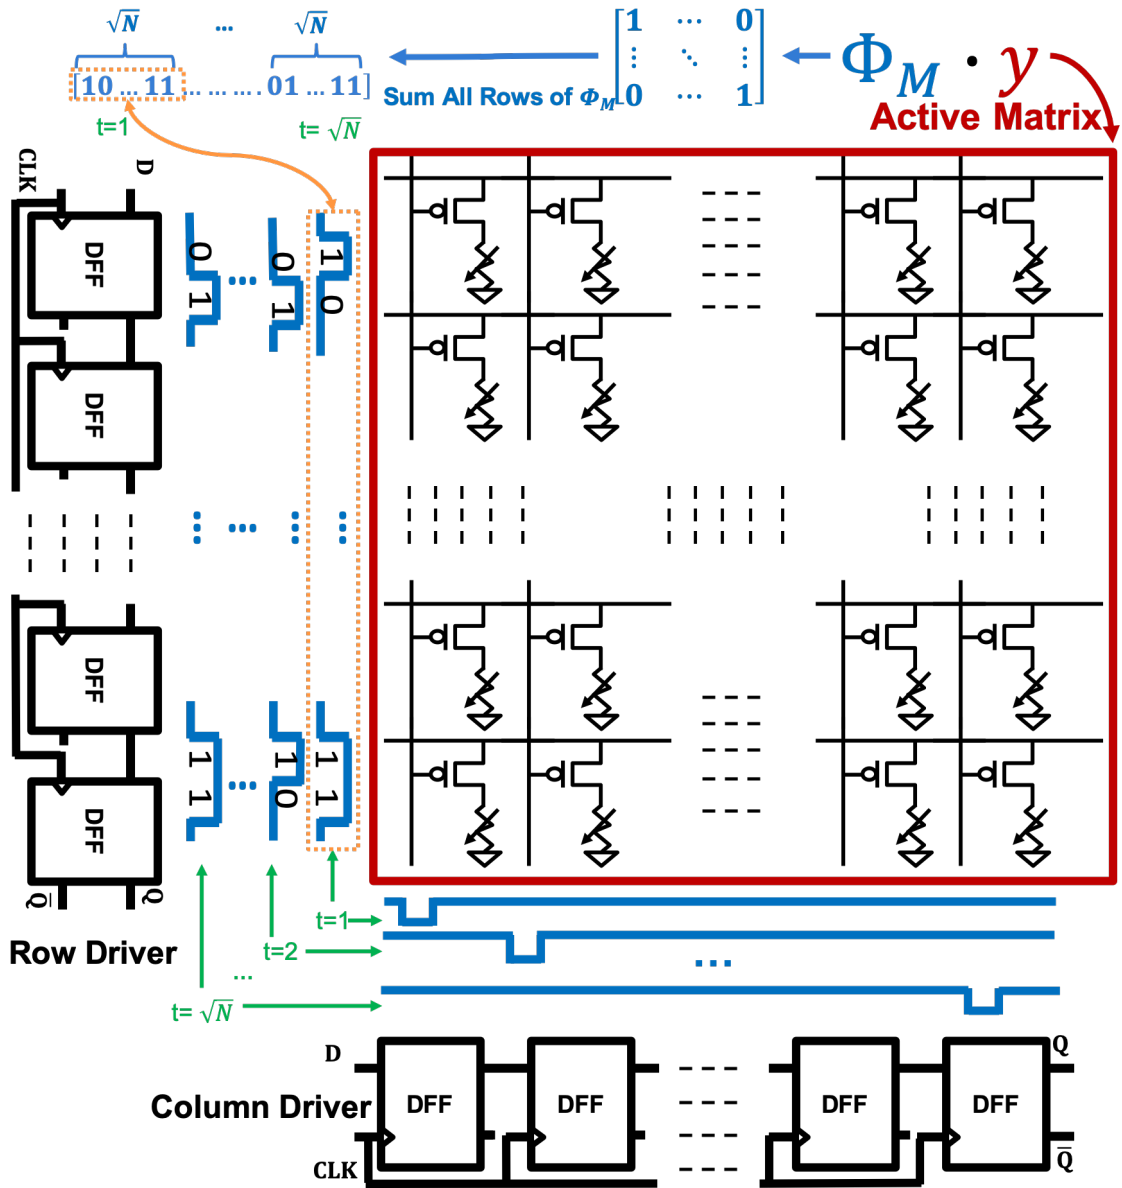 √N ... √N
[10 ... 11 ... ... ... . 01 ... 11]
t=1 t= √N
Sum All Rows of Φ_M
[1 ⋯ 0
⋮ ⋱ ⋮
0 ⋯ 1]
Φ_M · y
Active Matrix
CLK
D
DFF
DFF
DFF
DFF
Q̅
Q
Row Driver
0 1 ... 0 1 1 0
1 1 ... 1 0 1 1
t=1
t=2
...
t= √N
...
D
CLK
Column Driver
DFF
DFF
DFF
DFF
Q
Q̅